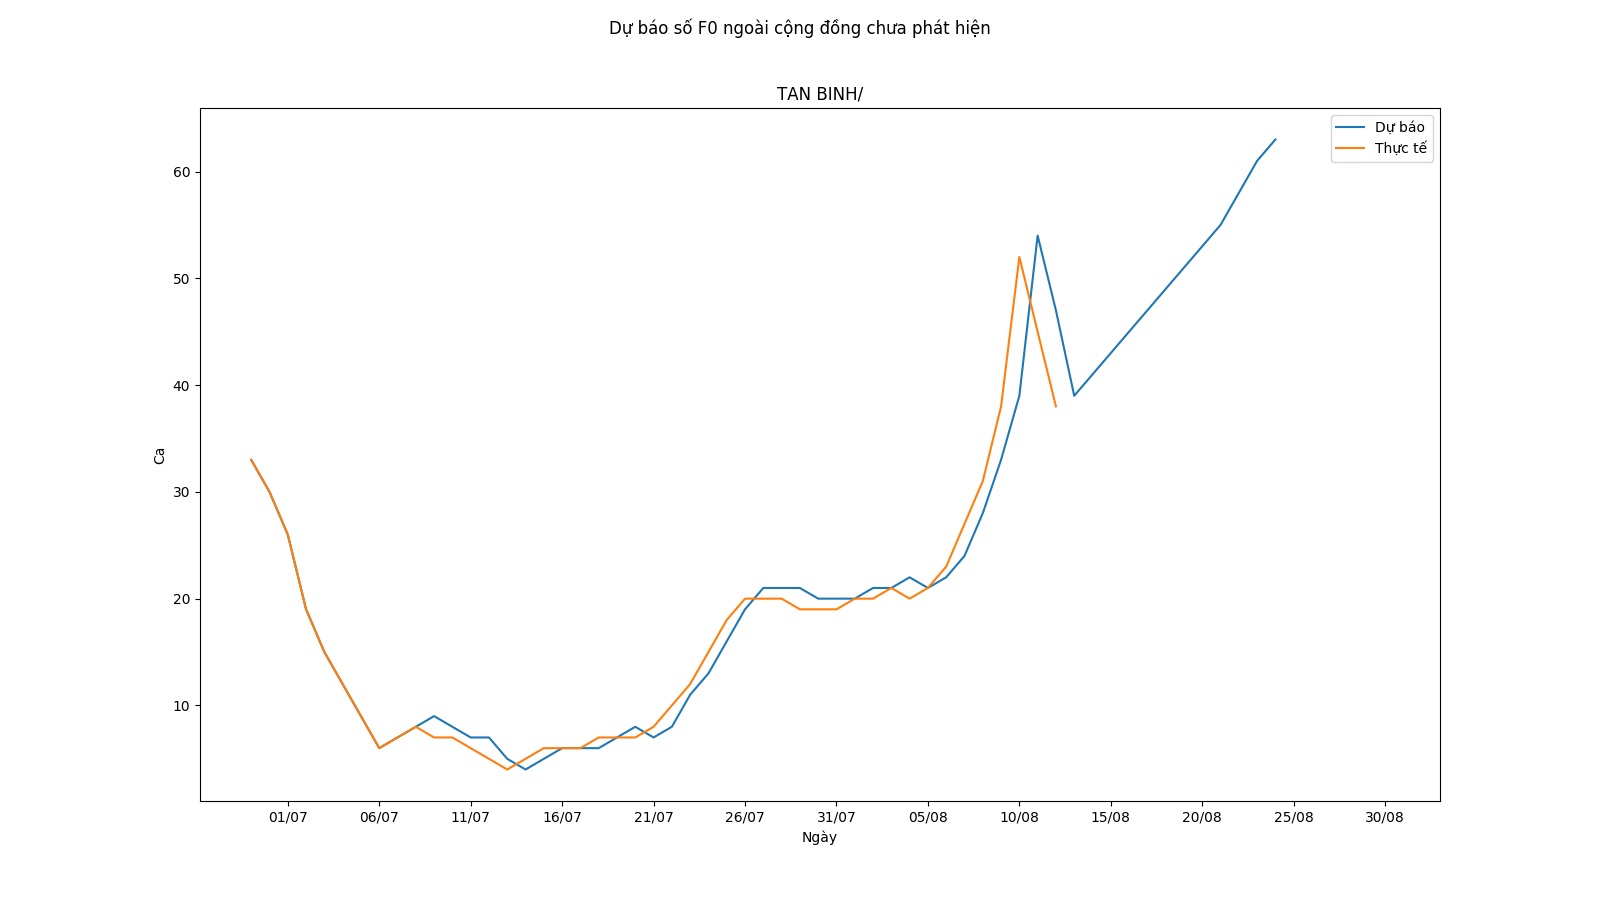 Dự báo số F0 ngoài cộng đồng chưa phát hiện
TAN BINH/
Dự báo
Thực tế
60
50
40
30
20
10
Ca
01/07 06/07 11/07 16/07 21/07 26/07 31/07 05/08 10/08 15/08 20/08 25/08 30/08
Ngày